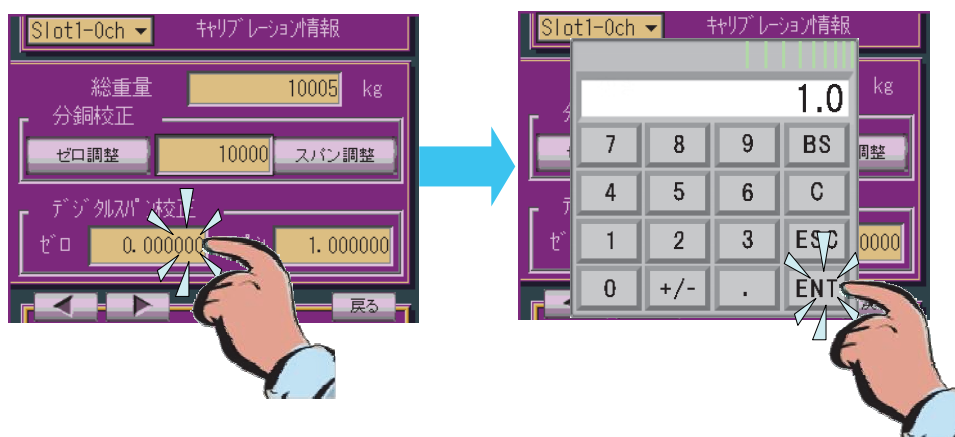 Slot1-0ch ▼ キャリブレーション情報
総重量 10005 kg
分銅校正
ゼロ調整 10000 スパン調整
デジタルスパン校正
ゼロ 0.000000 1.000000
戻る
Slot1-0ch ▼ キャリブレーション情報
kg
1.0
7 8 9 BS
調整
4 5 6 C
1 2 3 ESC 0000
0 +/- . ENT